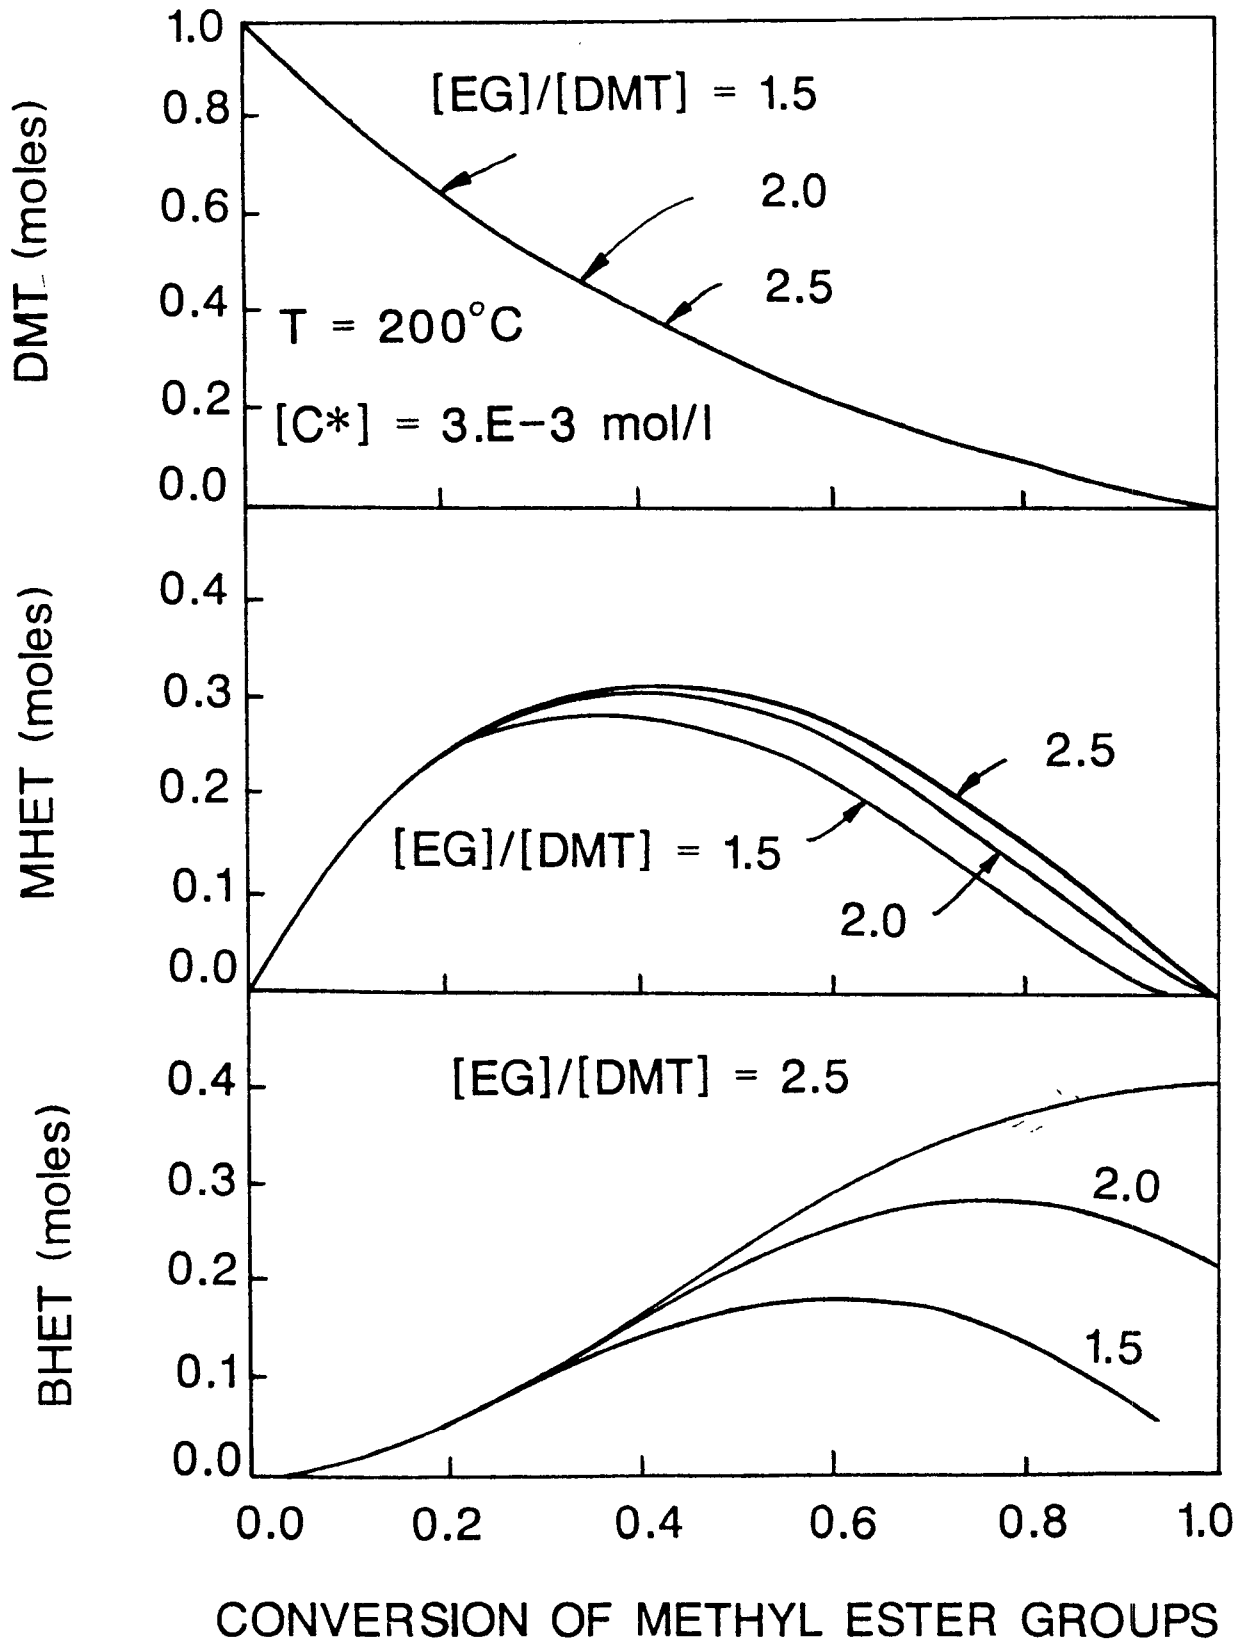 DMT (moles)
1.0
0.8
0.6
0.4
0.2
0.0
[EG]/[DMT] = 1.5
2.0
2.5
T = 200°C
[C*] = 3.E-3 mol/l
MHET (moles)
0.4
0.3
0.2
0.1
0.0
2.5
[EG]/[DMT] = 1.5
2.0
BHET (moles)
0.4
0.3
0.2
0.1
0.0
[EG]/[DMT] = 2.5
2.0
1.5
0.0 0.2 0.4 0.6 0.8 1.0
CONVERSION OF METHYL ESTER GROUPS